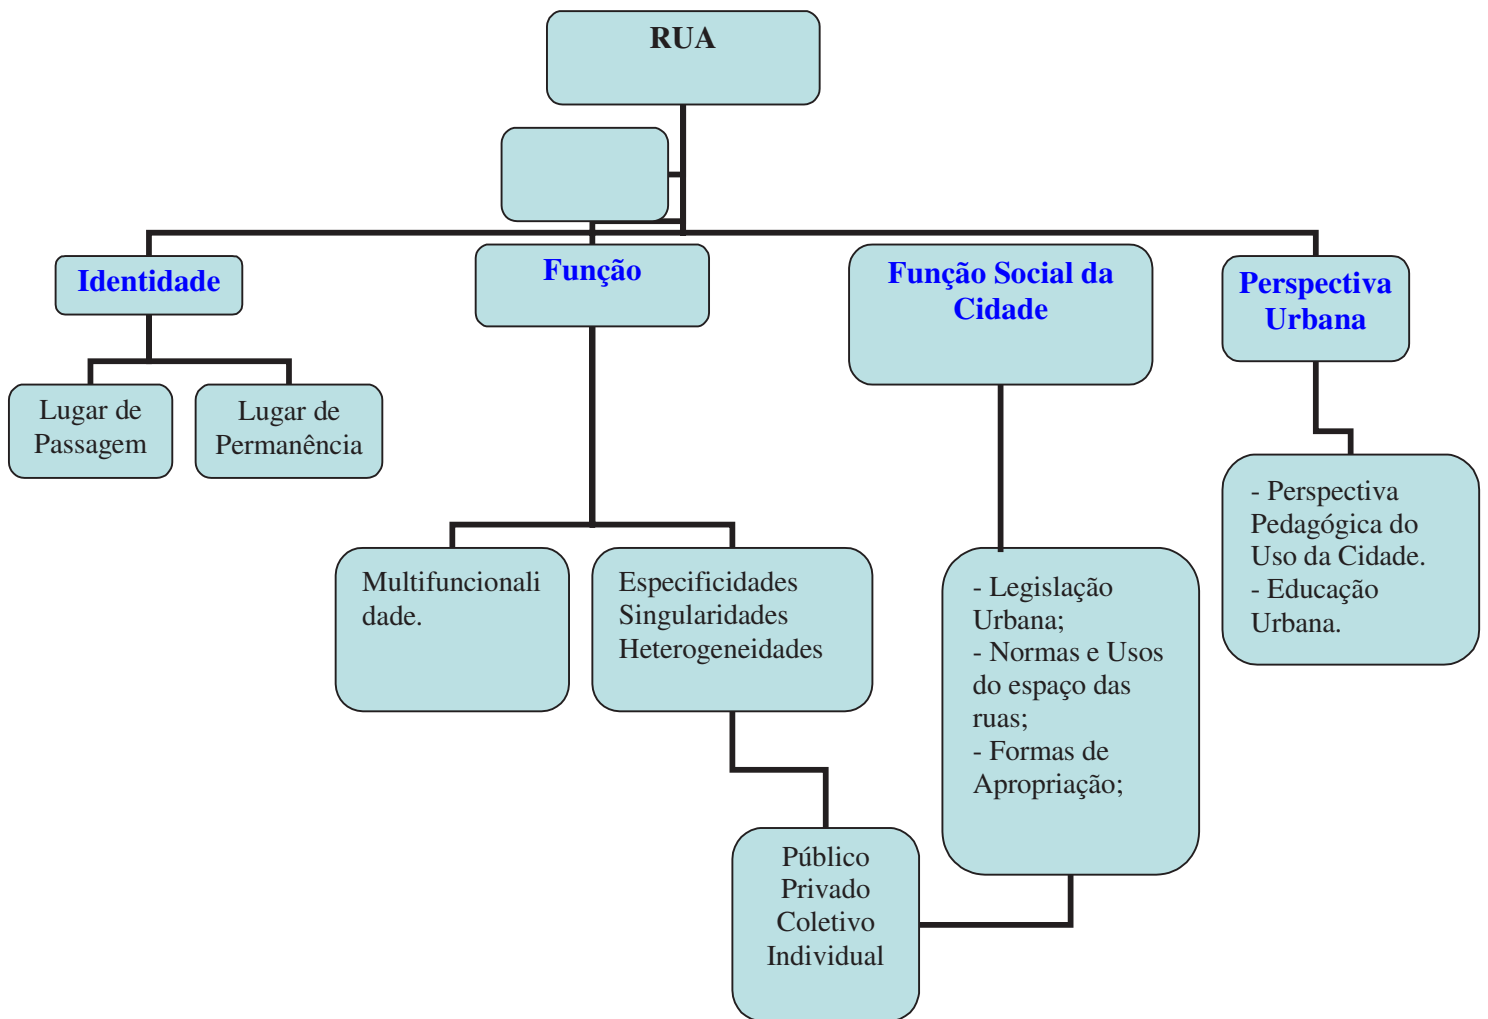 RUA
Identidade
Função
Função Social da
Cidade
Perspectiva
Urbana
Lugar de
Passagem
Lugar de
Permanência
Multifuncionali
dade.
Especificidades
Singularidades
Heterogeneidades
- Legislação
Urbana;
- Normas e Usos
do espaço das
ruas;
- Formas de
Apropriação;
- Perspectiva
Pedagógica do
Uso da Cidade.
- Educação
Urbana.
Público
Privado
Coletivo
Individual